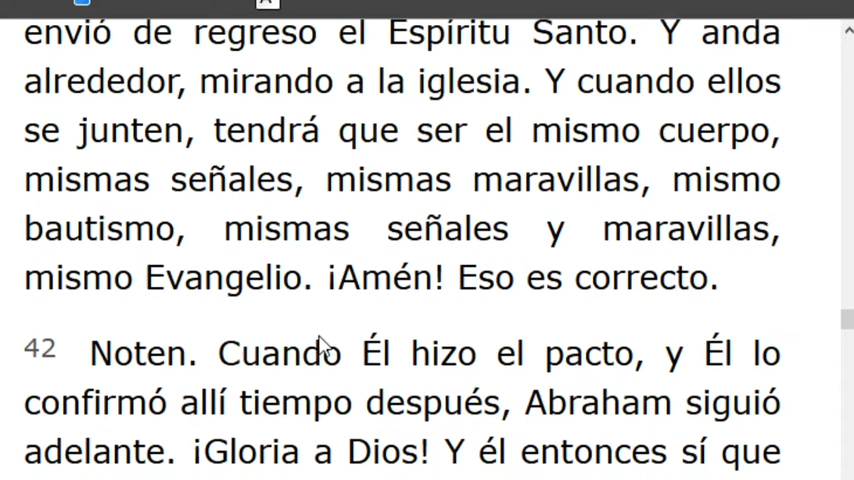 envió de regreso el Espíritu Santo. Y anda
alrededor, mirando a la iglesia. Y cuando ellos
se junten, tendrá que ser el mismo cuerpo,
mismas señales, mismas maravillas, mismo
bautismo, mismas señales y maravillas,
mismo Evangelio. ¡Amén! Eso es correcto.
42 Noten. Cuando Él hizo el pacto, y Él lo
confirmó allí tiempo después, Abraham siguió
adelante. ¡Gloria a Dios! Y él entonces sí que